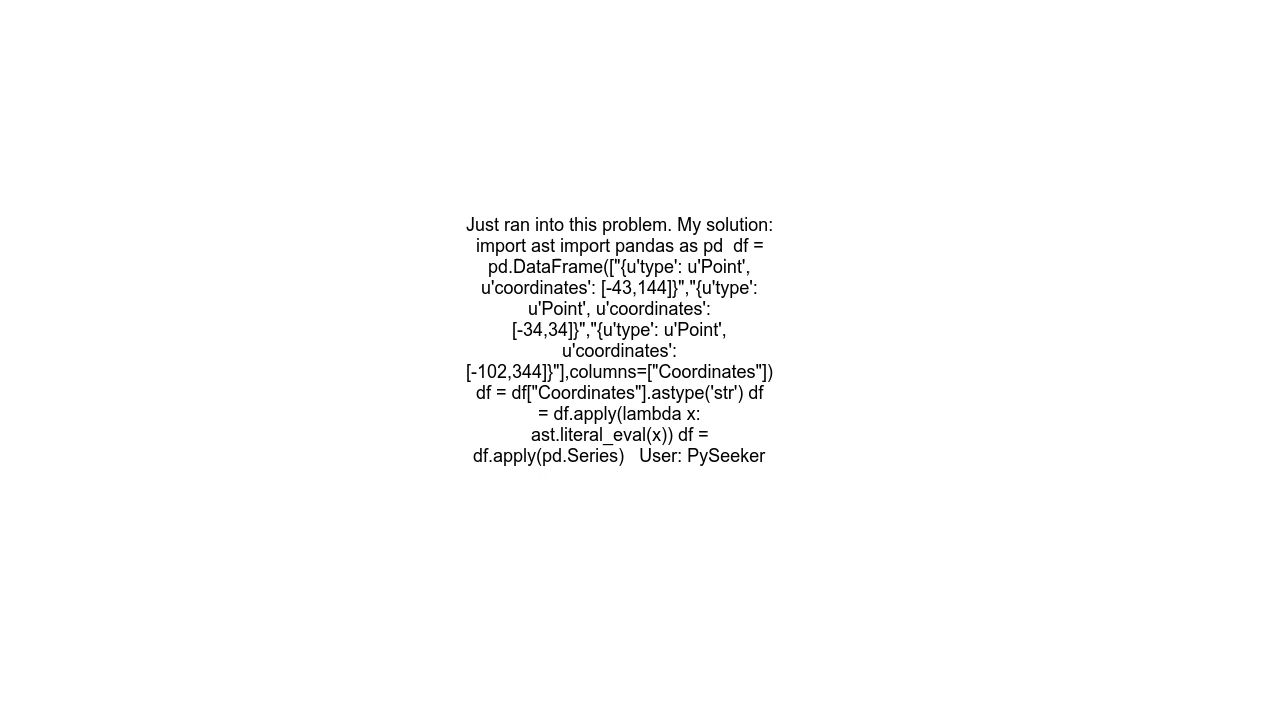 Just ran into this problem. My solution:
import ast import pandas as pd  df =
pd.DataFrame(["{u'type': u'Point',
u'coordinates': [-43,144]}","{u'type':
u'Point', u'coordinates':
[-34,34]}","{u'type': u'Point',
u'coordinates':
[-102,344]}"],columns=["Coordinates"])
df = df["Coordinates"].astype('str') df
= df.apply(lambda x:
ast.literal_eval(x)) df =
df.apply(pd.Series)   User: PySeeker